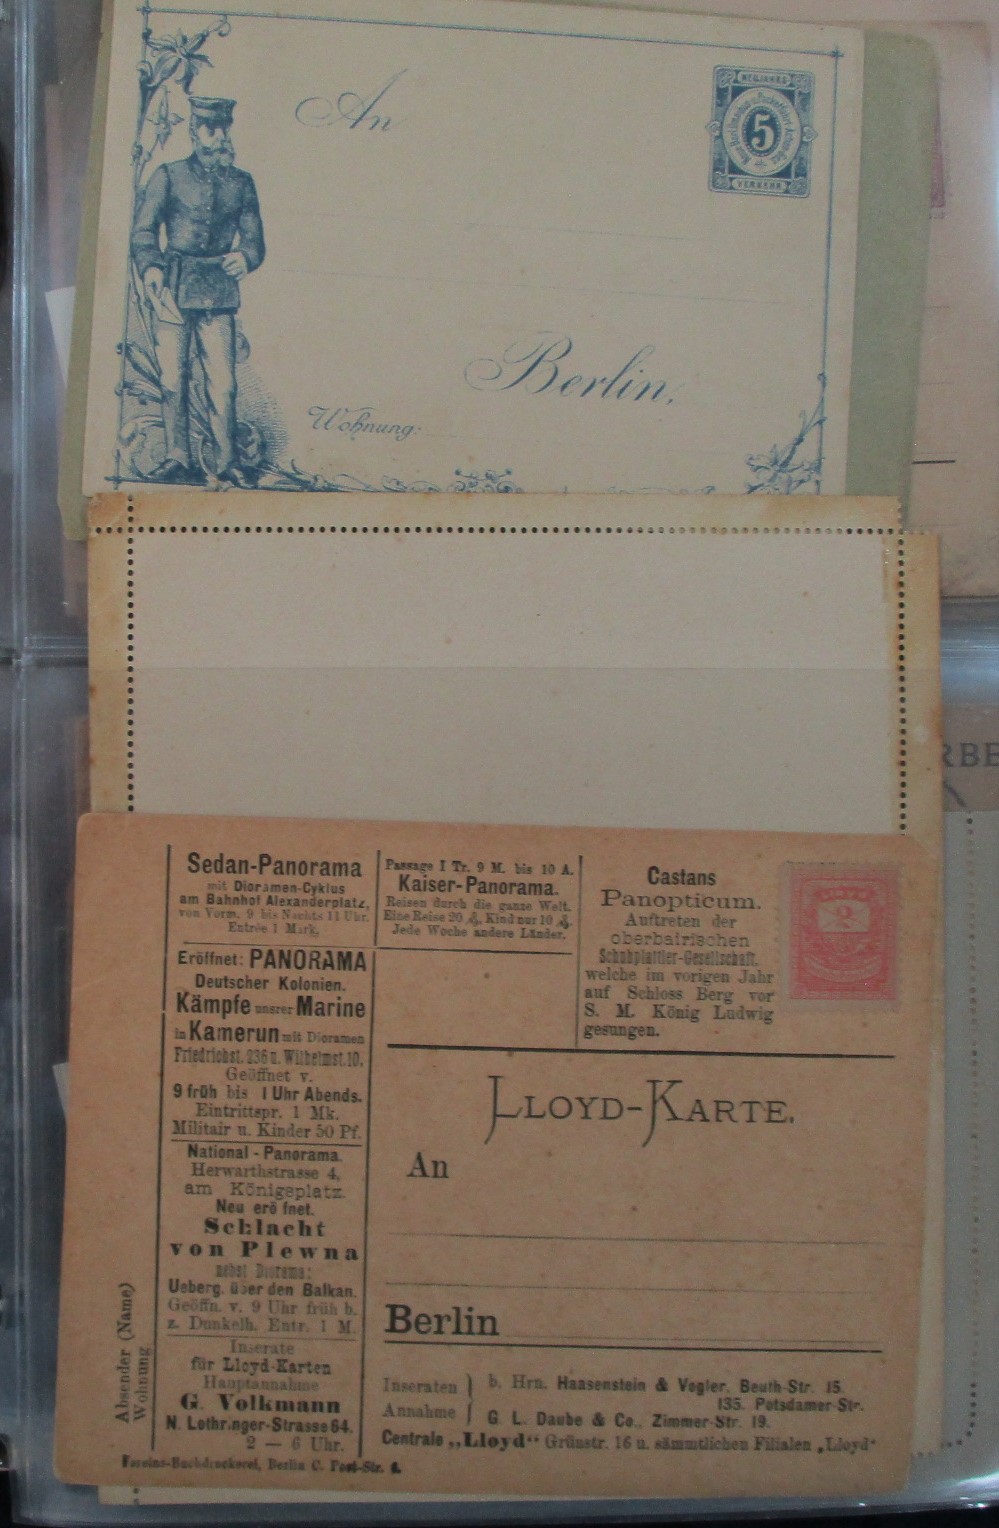 An
NEUJAHRS
5
VERKEHR
Berlin,
Wohnung:
RBE
Sedan-Panorama
mit Dioramen-Cyklus
am Bahnhof Alexanderplatz,
von Vorm. 9 bis Nachts 11 Uhr.
Entrée 1 Mark.
Eröffnet: PANORAMA
Deutscher Kolonien.
Kämpfe unsrer Marine
in Kamerun mit Dioramen
Friedrichst. 236 u. Wilhelmst. 10.
Geöffnet v.
9 früh bis 1 Uhr Abends.
Eintrittspr. 1 Mk.
Militair u. Kinder 50 Pf.
National-Panorama.
Herwarthstrasse 4,
am Königsplatz.
Neu erö fnet.
Schlacht
von Plewna
nebst Diorama:
Ueberg. über den Balkan.
Geöffn. v. 9 Uhr früh b.
z. Dunkelh. Entr. 1 M.
Inserate
für Lloyd-Karten
Hauptannahme
G. Volkmann
N. Lothringer-Strasse 64.
2 — 6 Uhr.
Passage I Tr. 9 M. bis 10 A.
Kaiser-Panorama.
Reisen durch die ganze Welt.
Eine Reise 20 ₰, Kind nur 10 ₰.
Jede Woche andere Länder.
Castans
Panopticum.
Auftreten der
oberbairischen
Schuhplattler-Gesellschaft,
welche im vorigen Jahr
auf Schloss Berg vor
S. M. König Ludwig
gesungen.
LLOYD
2
LLOYD-KARTE.
An
Berlin
Inseraten
Annahme
b. Hrn. Haasenstein & Vogler, Beuth-Str. 15.
135. Potsdamer-Str.
G. L. Daube & Co., Zimmer-Str. 19.
Centrale „Lloyd“ Grünstr. 16 u. sämmtlichen Filialen „Lloyd“
Absender (Name)
Wohnung
Vereins-Buchdruckerei, Berlin C. Post-Str. 6.